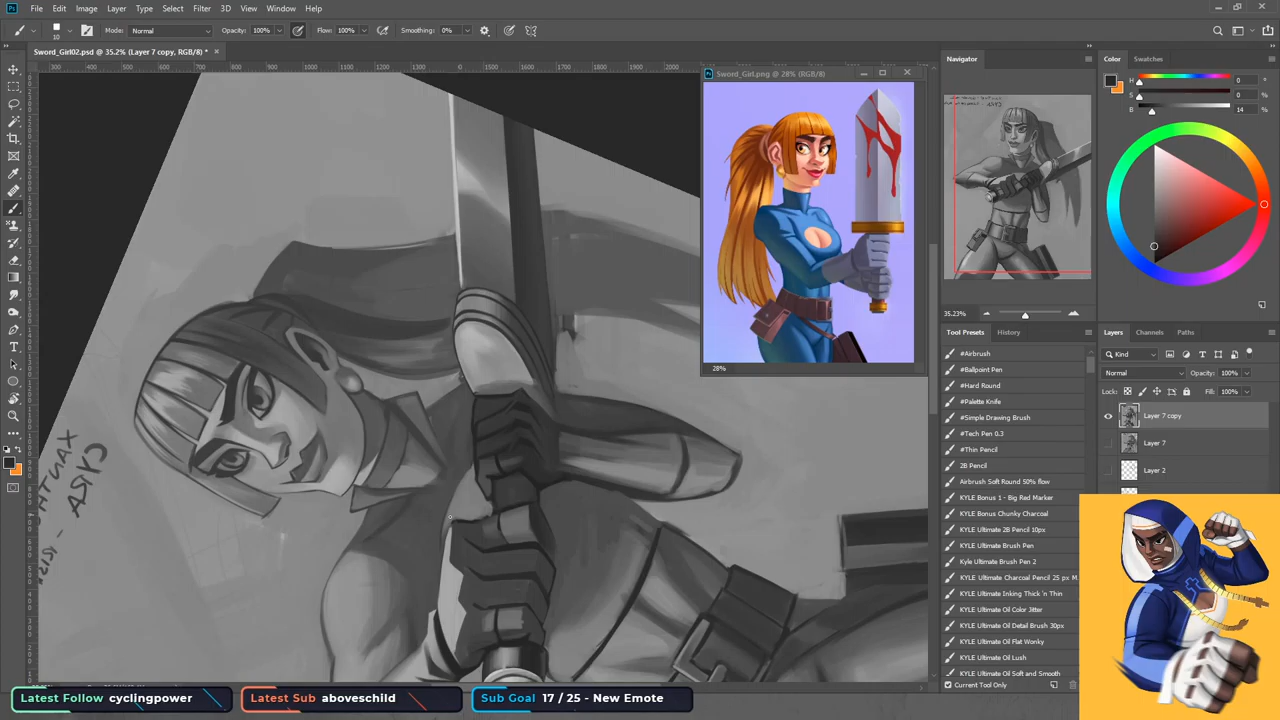 File Edit Image Layer Type Select Filter 3D View Window Help
10 Mode: Normal Opacity: 100% Flow: 100% Smoothing: 0%
Sword_Girl02.psd @ 35.2% (Layer 7 copy, RGB/8) *
Sword_Girl.png @ 28% (RGB/8)
28%
Navigator
35.23%
Color Swatches
H 0 °
S 0 %
B 14 %
Tool Presets History
#Airbrush
#Ballpoint Pen
#Hard Round
#Palette Knife
#Simple Drawing Brush
#Tech Pen 0.3
#Thin Pencil
2B Pencil
Airbrush Soft Round 50% flow
KYLE Bonus 1 - Big Red Marker
KYLE Bonus Chunky Charcoal
KYLE Ultimate 2B Pencil 10px
KYLE Ultimate Brush Pen
Kyle Ultimate Brush Pen 2
KYLE Ultimate Charcoal Pencil 25 px M
KYLE Ultimate Inking Thick 'n Thin
KYLE Ultimate Oil Color Jitter
KYLE Ultimate Oil Detail Brush 30px
KYLE Ultimate Oil Flat Wonky
KYLE Ultimate Oil Lush
KYLE Ultimate Oil Soft and Smooth
Current Tool Only
Layers Channels Paths
Kind
Normal Opacity: 100%
Lock: Fill: 100%
Layer 7 copy
Layer 7
Layer 2
Latest Follow cyclingpower
Latest Sub aboveschild
Sub Goal 17 / 25 - New Emote